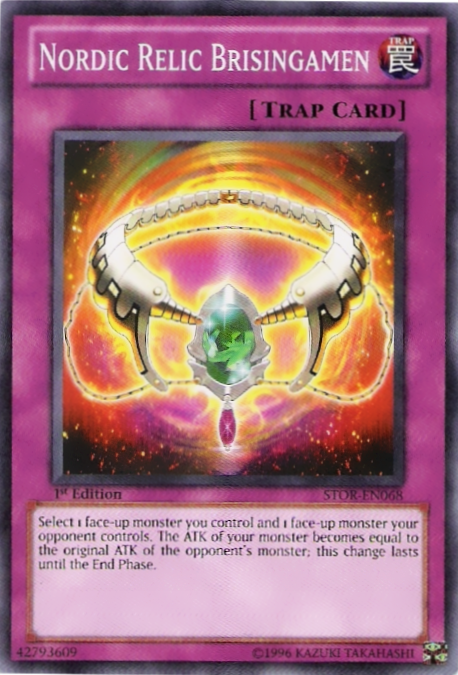 NORDIC RELIC BRISINGAMEN
TRAP
罠
[TRAP CARD]
1st Edition
STOR-EN068
Select 1 face-up monster you control and 1 face-up monster your
opponent controls. The ATK of your monster becomes equal to
the original ATK of the opponent's monster; this change lasts
until the End Phase.
42793609
©1996 KAZUKI TAKAHASHI